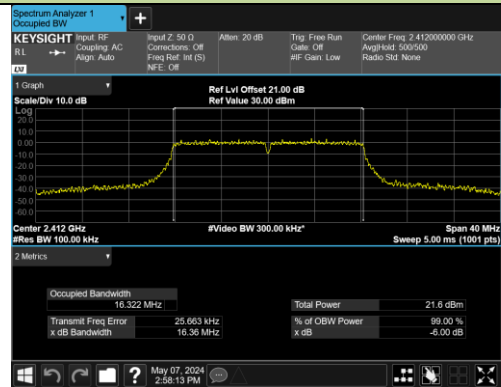 Spectrum Analyzer 1
Occupied BW
+
KEYSIGHT Input: RF Input Z: 50 Ω Atten: 20 dB Trig: Free Run Center Freq: 2.412000000 GHz
RL Coupling: AC Corrections: Off Gate: Off Avg|Hold: 500/500
Align: Auto Freq Ref: Int (S) #IF Gain: Low Radio Std: None
NFE: Off
LXI
1 Graph
Ref Lvl Offset 21.00 dB
Scale/Div 10.0 dB Ref Value 30.00 dBm
Log
20.0
10.0
0.00
-10.0
-20.0
-30.0
-40.0
-50.0
-60.0
Center 2.412 GHz #Video BW 300.00 kHz* Span 40 MHz
#Res BW 100.00 kHz Sweep 5.00 ms (1001 pts)
2 Metrics
Occupied Bandwidth
16.322 MHz Total Power 21.6 dBm
Transmit Freq Error 25.663 kHz % of OBW Power 99.00 %
x dB Bandwidth 16.36 MHz x dB -6.00 dB
? May 07, 2024
2:58:13 PM